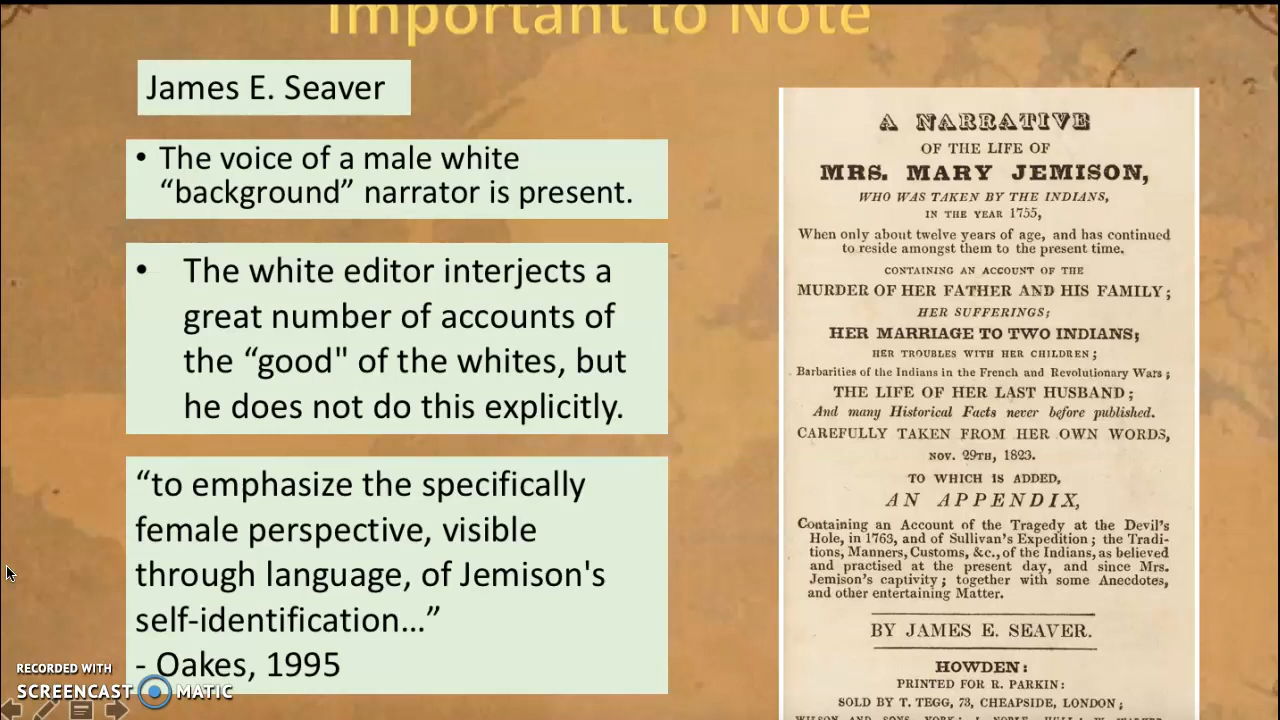 Important to Note
James E. Seaver
• The voice of a male white
“background” narrator is present.
• The white editor interjects a
great number of accounts of
the “good" of the whites, but
he does not do this explicitly.
“to emphasize the specifically
female perspective, visible
through language, of Jemison's
self-identification...”
- Oakes, 1995
RECORDED WITH
SCREENCAST MATIC
A NARRATIVE
OF THE LIFE OF
MRS. MARY JEMISON,
WHO WAS TAKEN BY THE INDIANS,
IN THE YEAR 1755,
When only about twelve years of age, and has continued
to reside amongst them to the present time.
CONTAINING AN ACCOUNT OF THE
MURDER OF HER FATHER AND HIS FAMILY;
HER SUFFERINGS;
HER MARRIAGE TO TWO INDIANS;
HER TROUBLES WITH HER CHILDREN;
Barbarities of the Indians in the French and Revolutionary Wars;
THE LIFE OF HER LAST HUSBAND;
And many Historical Facts never before published.
CAREFULLY TAKEN FROM HER OWN WORDS,
NOV. 29TH, 1823.
TO WHICH IS ADDED,
AN APPENDIX,
Containing an Account of the Tragedy at the Devil's
Hole, in 1763, and of Sullivan's Expedition; the Tradi-
tions, Manners, Customs, &c., of the Indians, as believed
and practised at the present day, and since Mrs.
Jemison's captivity; together with some Anecdotes,
and other entertaining Matter.
BY JAMES E. SEAVER.
HOWDEN:
PRINTED FOR R. PARKIN:
SOLD BY T. TEGG, 73, CHEAPSIDE, LONDON;